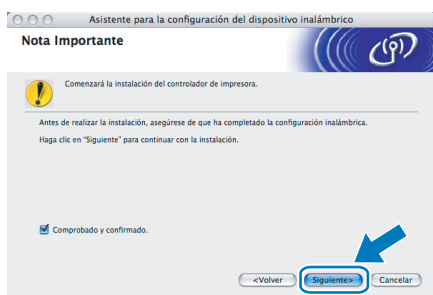 Asistente para la configuración del dispositivo inalámbrico
Nota Importante
Comenzará la instalación del controlador de impresora.
Antes de realizar la instalación, asegúrese de que ha completado la configuración inalámbrica.
Haga clic en "Siguiente" para continuar con la instalación.
Comprobado y confirmado.
<Volver Siguiente> Cancelar